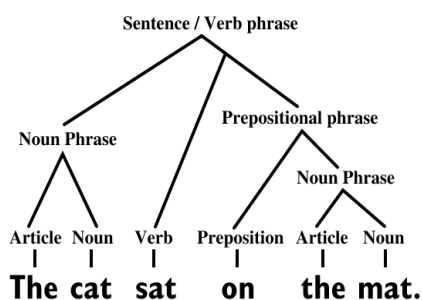 Sentence / Verb phrase
Prepositional phrase
Noun Phrase
Noun Phrase
Article Noun Verb Preposition Article Noun
The cat sat on the mat.